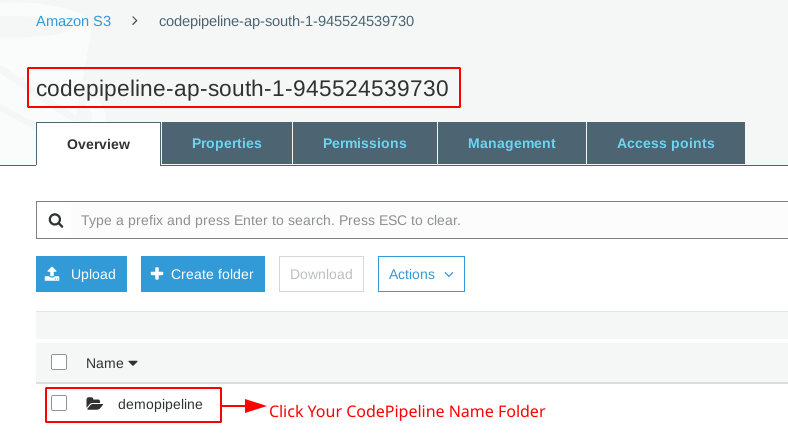 Amazon S3 > codepipeline-ap-south-1-945524539730
codepipeline-ap-south-1-945524539730
Overview Properties Permissions Management Access points
Type a prefix and press Enter to search. Press ESC to clear.
Upload Create folder Download Actions
Name
demopipeline Click Your CodePipeline Name Folder